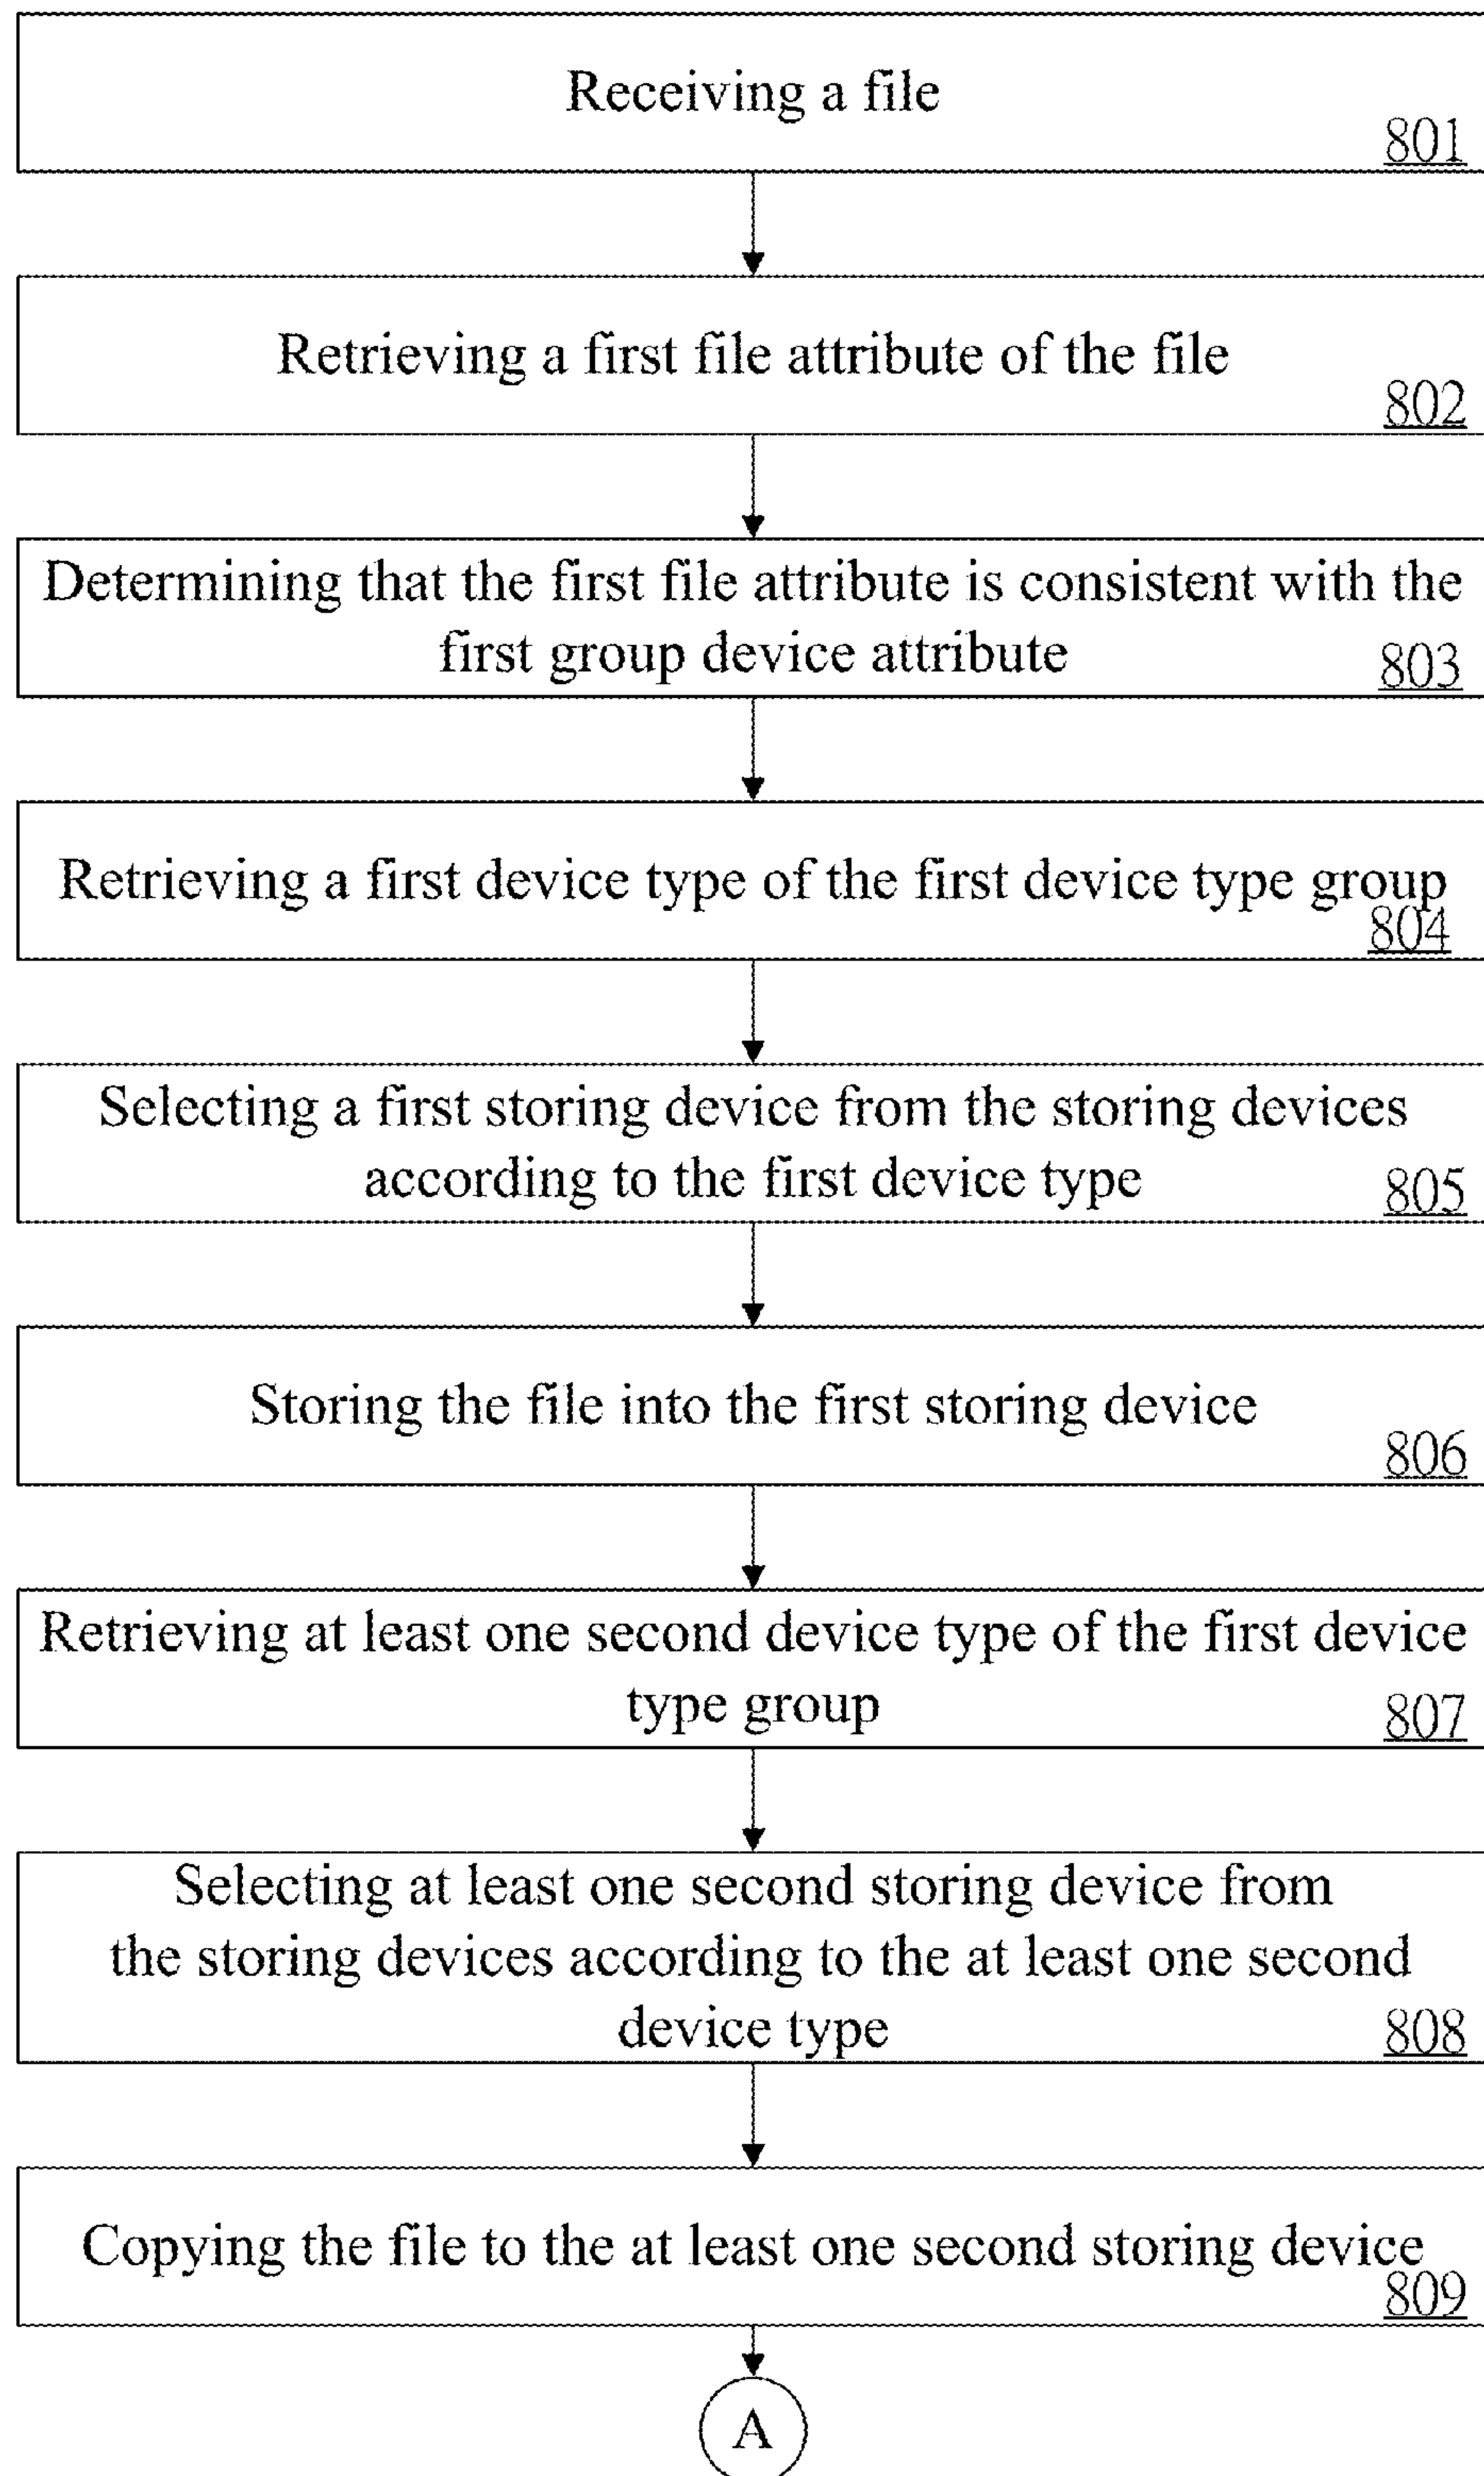 Receiving a file
801
Retrieving a first file attribute of the file
802
Determining that the first file attribute is consistent with the
first group device attribute
803
Retrieving a first device type of the first device type group
804
Selecting a first storing device from the storing devices
according to the first device type
805
Storing the file into the first storing device
806
Retrieving at least one second device type of the first device
type group
807
Selecting at least one second storing device from
the storing devices according to the at least one second
device type
808
Copying the file to the at least one second storing device
809
A